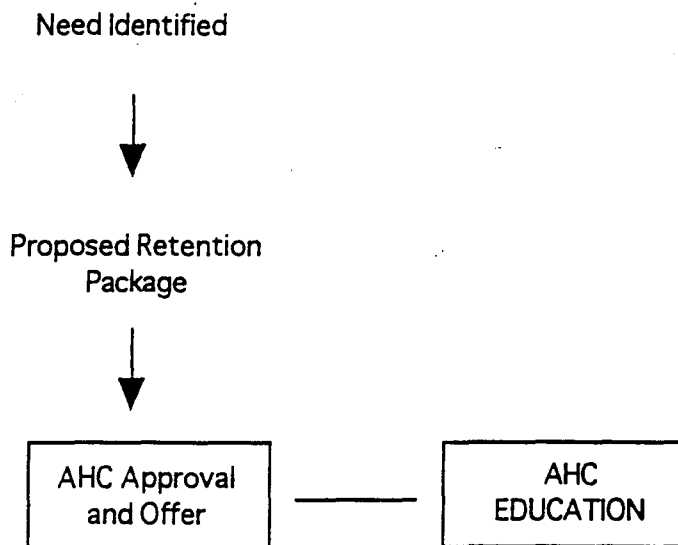 Need Identified
Proposed Retention
Package
AHC Approval
and Offer
AHC
EDUCATION